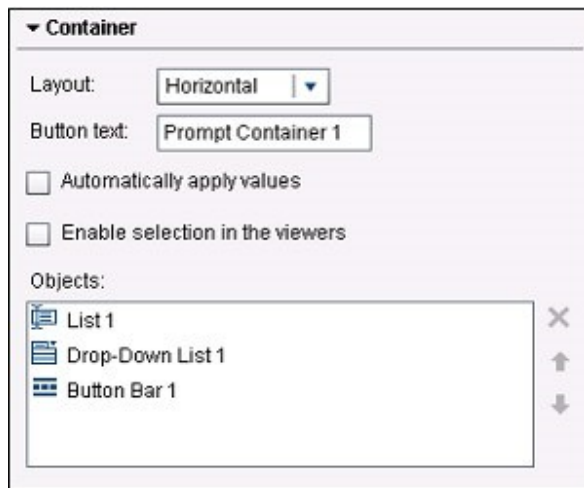 Container
Layout: Horizontal
Button text: Prompt Container 1
Automatically apply values
Enable selection in the viewers
Objects:
List 1
Drop-Down List 1
Button Bar 1